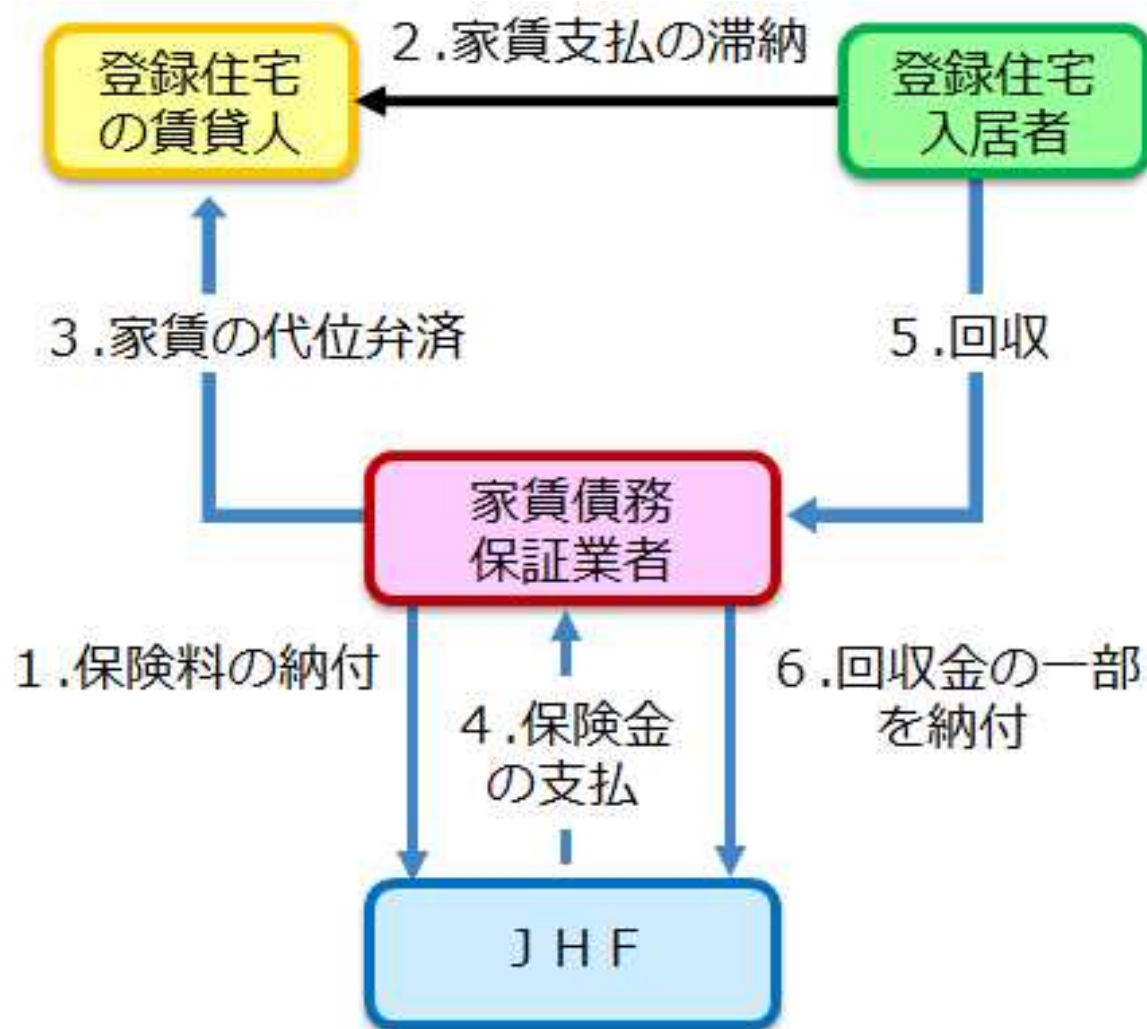 2.家賃支払の滞納
登録住宅
の賃貸人
登録住宅
入居者
3.家賃の代位弁済
5.回収
家賃債務
保証業者
1.保険料の納付
4.保険金
の支払
6.回収金の一部
を納付
JHF